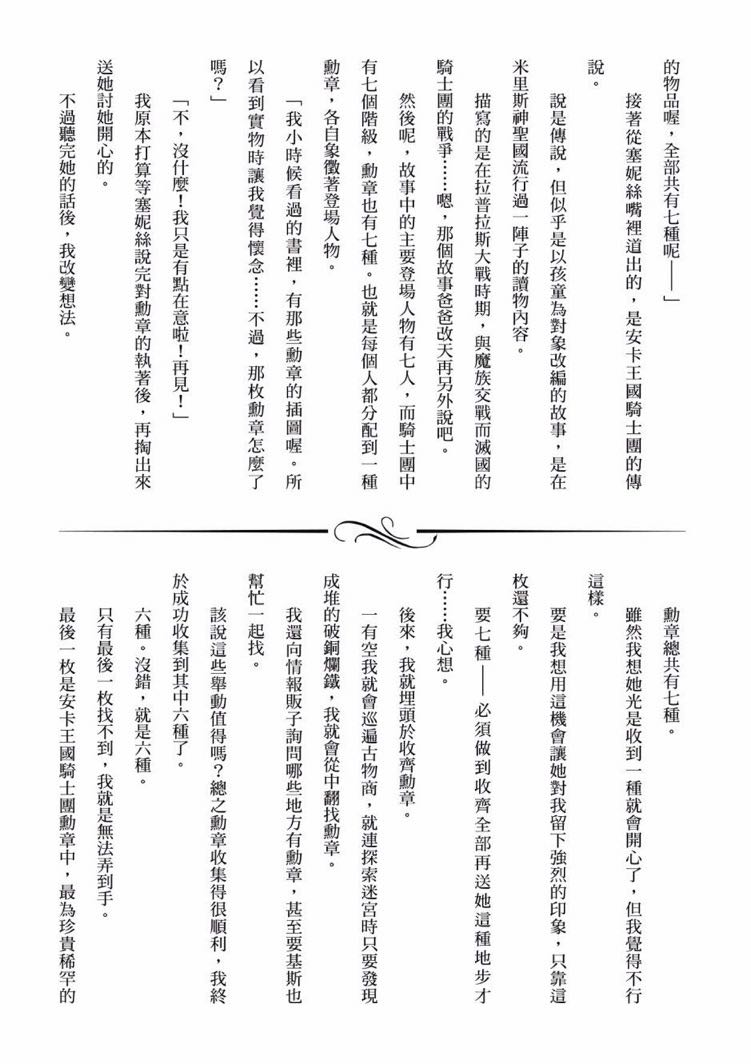 的物品喔，全部共有七種呢——」
接著從塞妮絲嘴裡道出的，是安卡王國騎士團的傳
說。
說是傳說，但似乎是以孩童為對象改編的故事，是在
米里斯神聖國流行過一陣子的讀物內容。
描寫的是在拉普拉斯大戰時期，與魔族交戰而滅國的
騎士團的戰爭……嗯，那個故事爸爸改天再另外說吧。
然後呢，故事中的主要登場人物有七人，而騎士團中
有七個階級，勳章也有七種。也就是每個人都分配到一種
勳章，各自象徵著登場人物。
「我小時候看過的書裡，有那些勳章的插圖喔。所
以看到實物時讓我覺得懷念……不過，那枚勳章怎麼了
嗎？」
「不，沒什麼！我只是有點在意啦！再見！」
我原本打算等塞妮絲說完對勳章的執著後，再掏出來
送她討她開心的。
不過聽完她的話後，我改變想法。
勳章總共有七種。
雖然我想她光是收到一種就會開心了，但我覺得不行
這樣。
要是我想用這機會讓她對我留下強烈的印象，只靠這
枚還不夠。
要七種——必須做到收齊全部再送她這種地步才
行……我心想。
後來，我就埋頭於收齊勳章。
一有空我就會巡遍古物商，就連探索迷宮時只要發現
成堆的破銅爛鐵，我就會從中翻找勳章。
我還向情報販子詢問哪些地方有勳章，甚至要基斯也
幫忙一起找。
該說這些舉動值得嗎？總之勳章收集得很順利，我終
於成功收集到其中六種了。
六種。沒錯，就是六種。
只有最後一枚找不到，我就是無法弄到手。
最後一枚是安卡王國騎士團勳章中，最為珍貴稀罕的